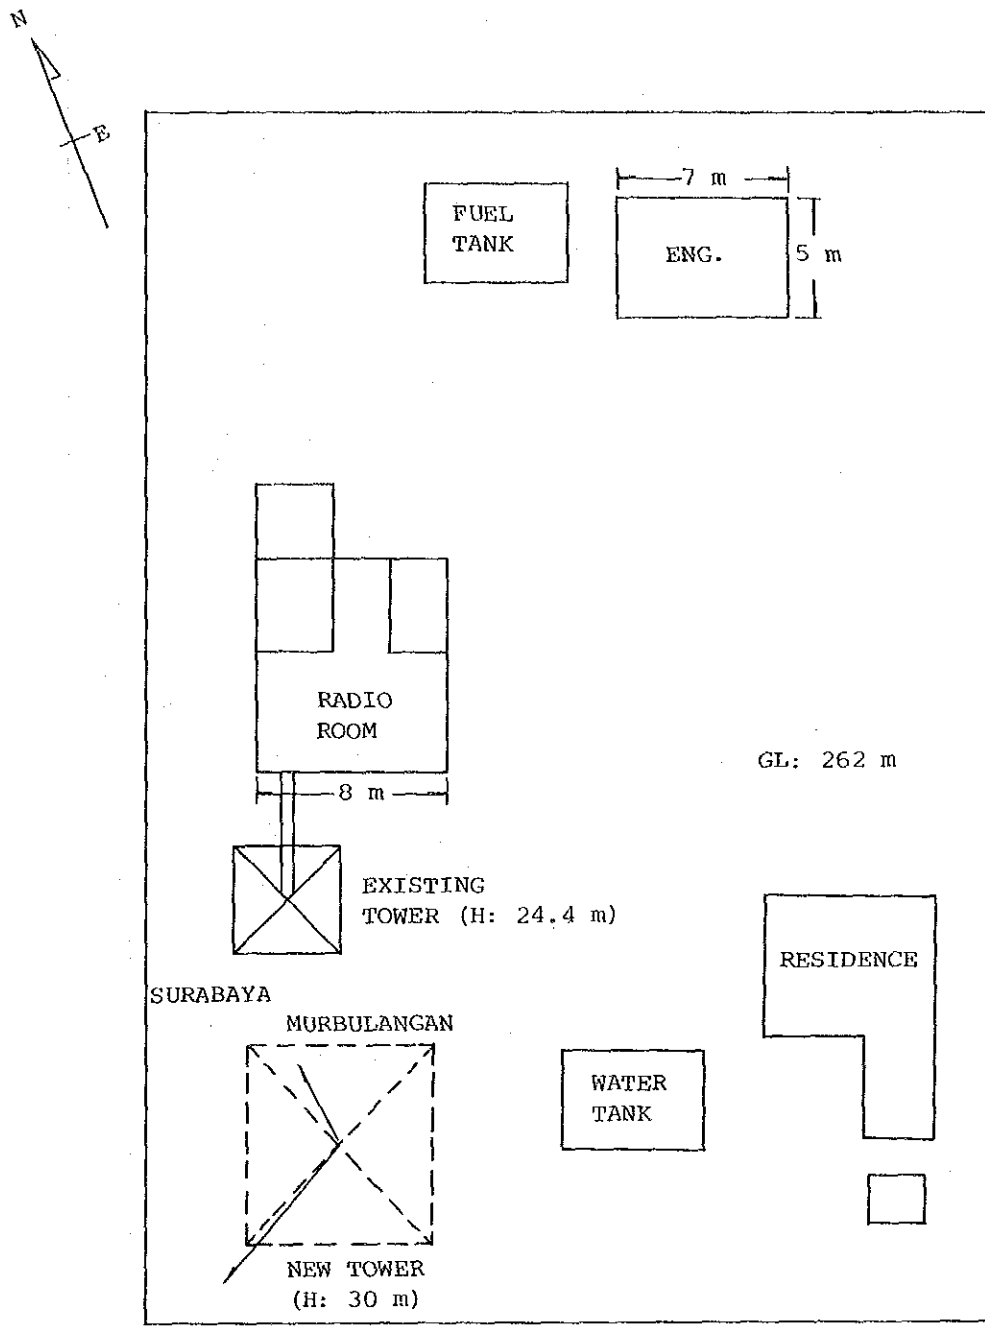 N
E
7 m
FUEL
TANK
ENG.
5 m
RADIO
ROOM
GL: 262 m
8 m
EXISTING
TOWER (H: 24.4 m)
RESIDENCE
SURABAYA
MURBULANGAN
WATER
TANK
NEW TOWER
(H: 30 m)